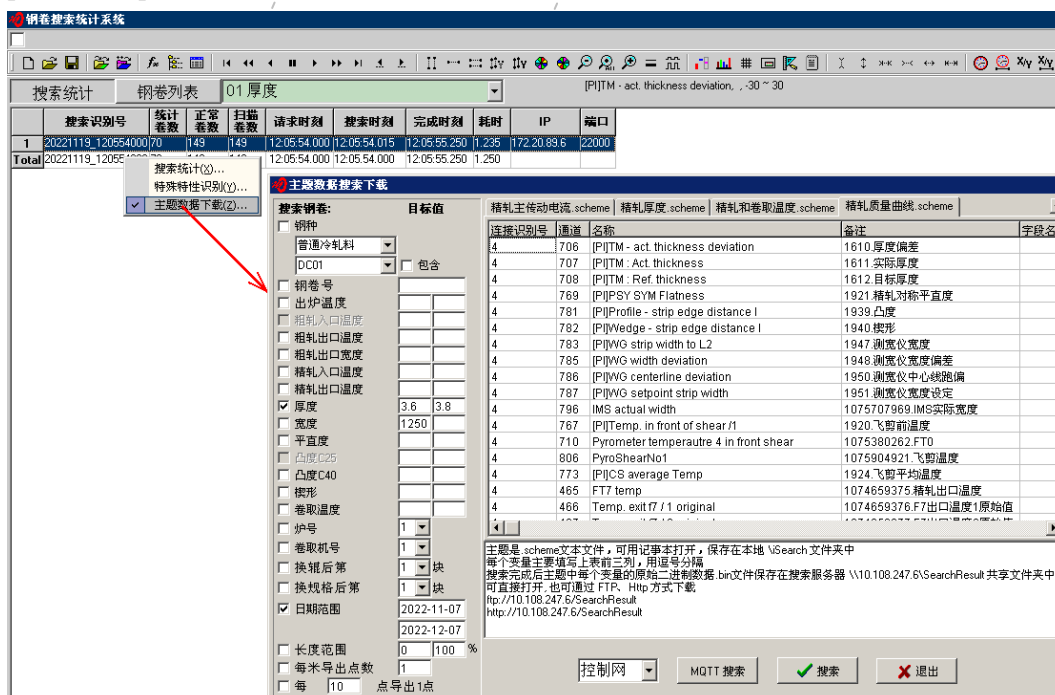 钢卷搜索统计系统
搜索统计 钢卷列表 01 厚度 [PI]TM - act. thickness deviation, , -30 ~ 30
搜索识别号 统计卷数 正常卷数 扫描卷数 请求时刻 搜索时刻 完成时刻 耗时 IP 端口
1 20221119_120554000 70 149 149 12:05:54.000 12:05:54.015 12:05:55.250 1.235 172.20.89.6 22000
Total 12:05:54.000 12:05:54.000 12:05:55.250 1.250
搜索统计(X)...
特殊特性识别(Y)...
主题数据下载(Z)...
主题数据搜索下载
搜索钢卷: 目标值
钢种
普通冷轧料
DC01 包含
钢卷号
出炉温度
粗轧入口温度
粗轧出口温度
粗轧出口宽度
精轧入口温度
精轧出口温度
厚度 3.6 3.8
宽度 1250
平直度
凸度C25
凸度C40
楔形
卷取温度
炉号 1
卷取机号 1
换辊后第 1 块
换规格后第 1 块
日期范围 2022-11-07
2022-12-07
长度范围 0 100 %
每米导出点数 1
每 10 点导出1点
精轧主传动电流.scheme 精轧厚度.scheme 精轧和卷取温度.scheme 精轧质量曲线.scheme
连接识别号 通道 名称 备注 字段名
4 706 [PI]TM - act. thickness deviation 1610.厚度偏差
4 707 [PI]TM : Act. thickness 1611.实际厚度
4 708 [PI]TM : Ref. thickness 1612.目标厚度
4 769 [PI]PSY SYM Flatness 1921.精轧对称平直度
4 781 [PI]Profile - strip edge distance I 1939.凸度
4 782 [PI]Wedge - strip edge distance I 1940.楔形
4 783 [PI]WG strip width to L2 1947.测宽仪宽度
4 785 [PI]WG width deviation 1948.测宽仪宽度偏差
4 786 [PI]WG centerline deviation 1950.测宽仪中心线跑偏
4 787 [PI]WG setpoint strip width 1951.测宽仪宽度设定
4 796 IMS actual width 1075707969.IMS实际宽度
4 767 [PI]Temp. in front of shear /1 1920.飞剪前温度
4 710 Pyrometer temperautre 4 in front shear 1075380262.FT0
4 806 PyroShearNo1 1075904921.飞剪温度
4 773 [PI]CS average Temp 1924.飞剪平均温度
4 465 FT7 temp 1074659375.精轧出口温度
4 466 Temp. exit f7 / 1 original 1074659376.F7出口温度1原始值
主题是.scheme文本文件，可用记事本打开，保存在本地 \iSearch 文件夹中
每个变量主要填写上表前三列，用逗号分隔
搜索完成后主题中每个变量的原始二进制数据.bin文件保存在搜索服务器 \\10.108.247.6\SearchResult 共享文件夹中
可直接打开,也可通过 FTP、Http 方式下载
ftp://10.108.247.6/SearchResult
http://10.108.247.6/SearchResult
控制网 MQTT 搜索 搜索 退出